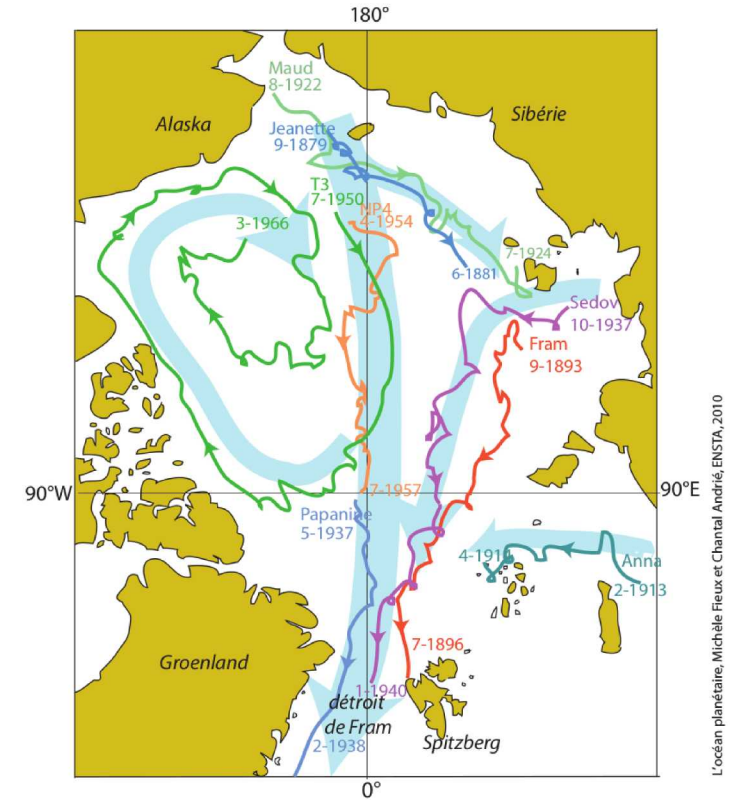 180°
Maud
8-1922
Alaska
Sibérie
Jeanette
9-1879
T3
7-1950
NP4
4-1954
3-1966
7-1924
6-1881
Sedov
10-1937
Fram
9-1893
90°W
7-1957
90°E
Papanine
5-1937
4-191
Anna
2-1913
7-1896
Groenland
1-1940
détroit
de Fram
2-1938
Spitzberg
0°
L'océan planétaire, Michèle Fieux et Chantal Andrié, ENSTA, 2010